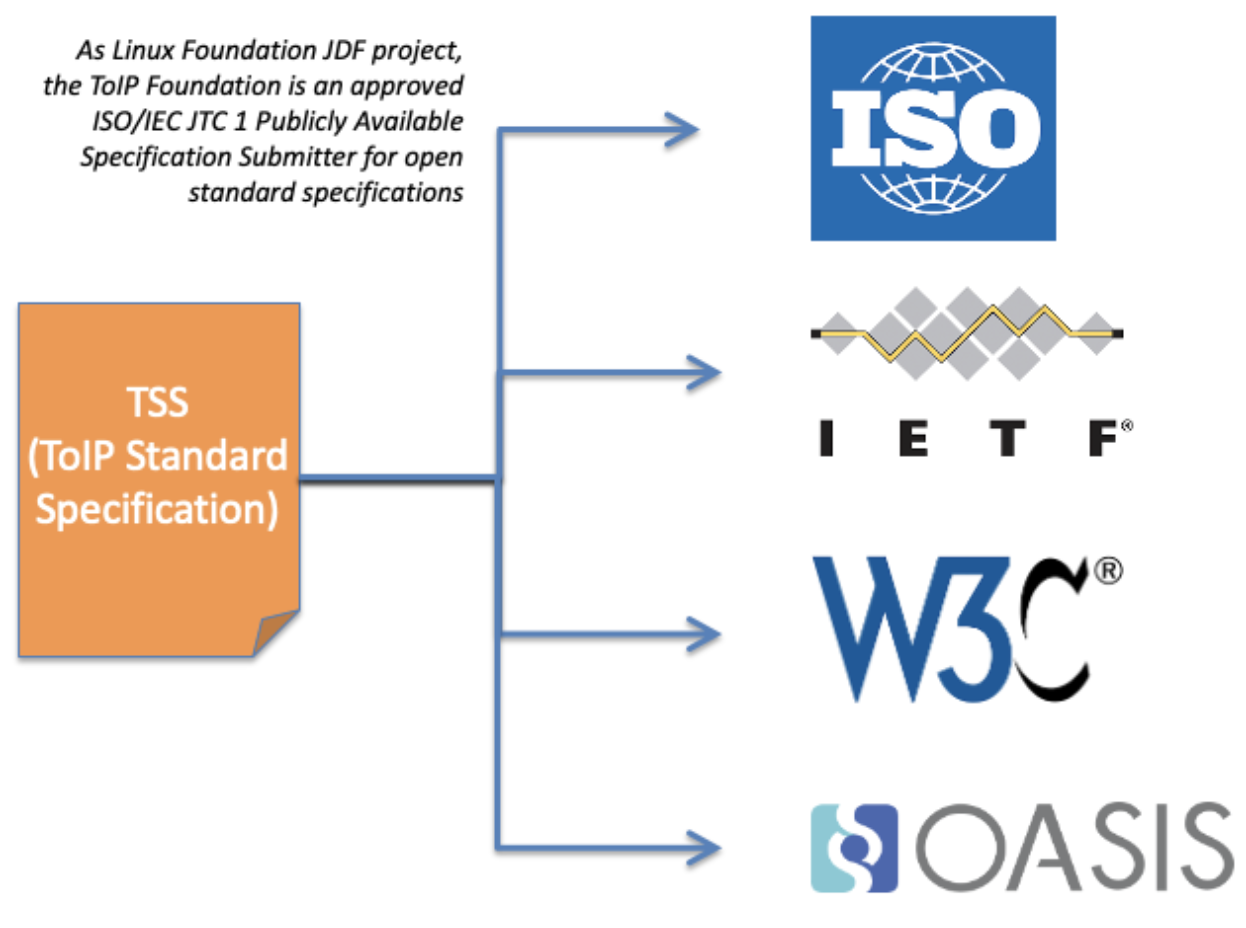 As Linux Foundation JDF project,
the ToIP Foundation is an approved
ISO/IEC JTC 1 Publicly Available
Specification Submitter for open
standard specifications
ISO
I E T F®
TSS
(ToIP Standard
Specification)
W3C®
OASIS